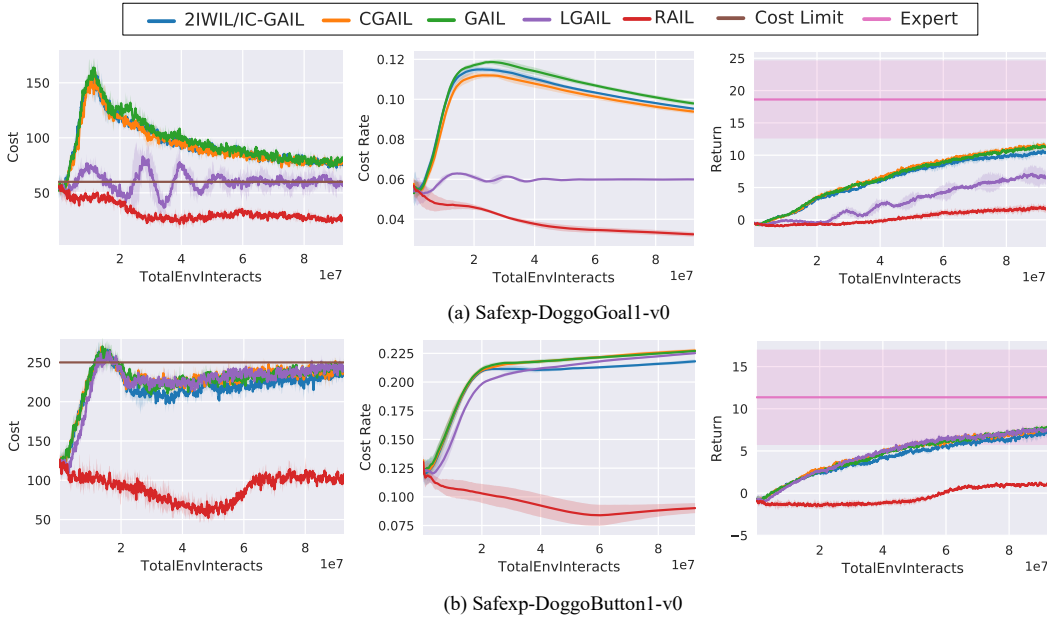 2IWIL/IC-GAIL CGAIL GAIL LGAIL RAIL Cost Limit Expert
Cost
150
100
50
2 4 6 8
1e7
TotalEnvInteracts
Cost Rate
0.12
0.10
0.08
0.06
0.04
2 4 6 8
1e7
TotalEnvInteracts
Return
25
20
15
10
5
0
2 4 6 8
1e7
TotalEnvInteracts
(a) Safexp-DoggoGoal1-v0
Cost
250
200
150
100
50
2 4 6 8
1e7
TotalEnvInteracts
Cost Rate
0.225
0.200
0.175
0.150
0.125
0.100
0.075
2 4 6 8
1e7
TotalEnvInteracts
Return
15
10
5
0
−5
2 4 6 8
1e7
TotalEnvInteracts
(b) Safexp-DoggoButton1-v0